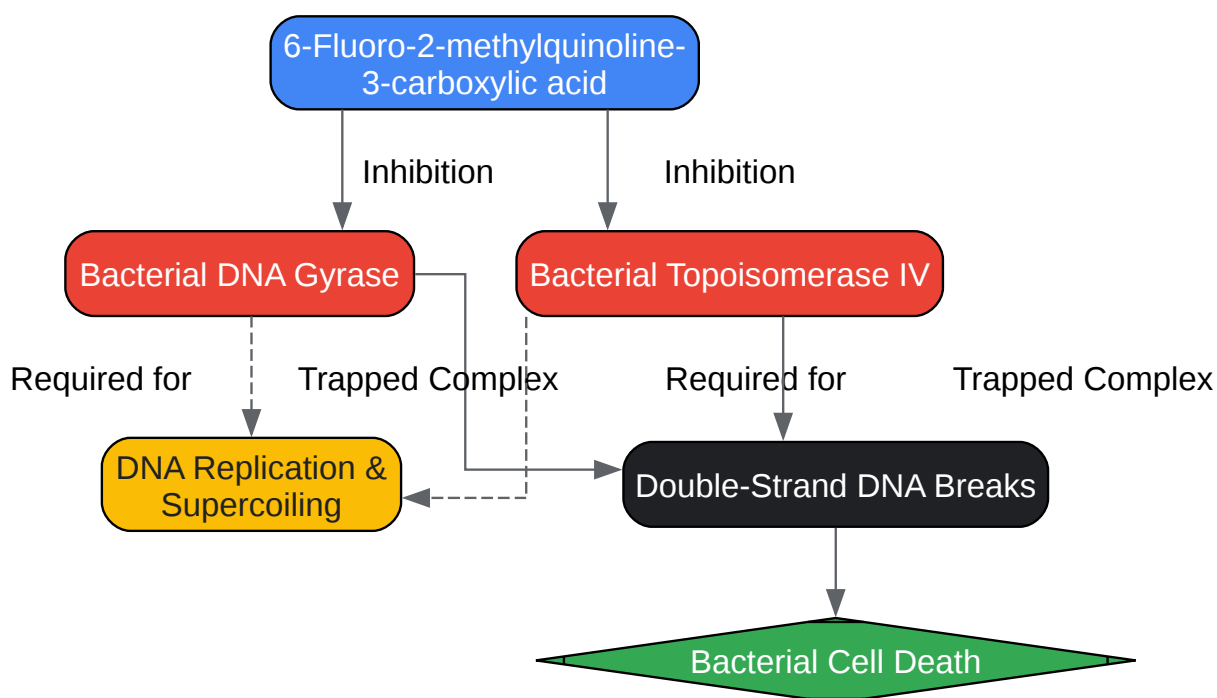 6-Fluoro-2-methylquinoline-
3-carboxylic acid
Inhibition
Inhibition
Bacterial DNA Gyrase
Bacterial Topoisomerase IV
Required for
Trapped Complex
Required for
Trapped Complex
DNA Replication &
Supercoiling
Double-Strand DNA Breaks
Bacterial Cell Death